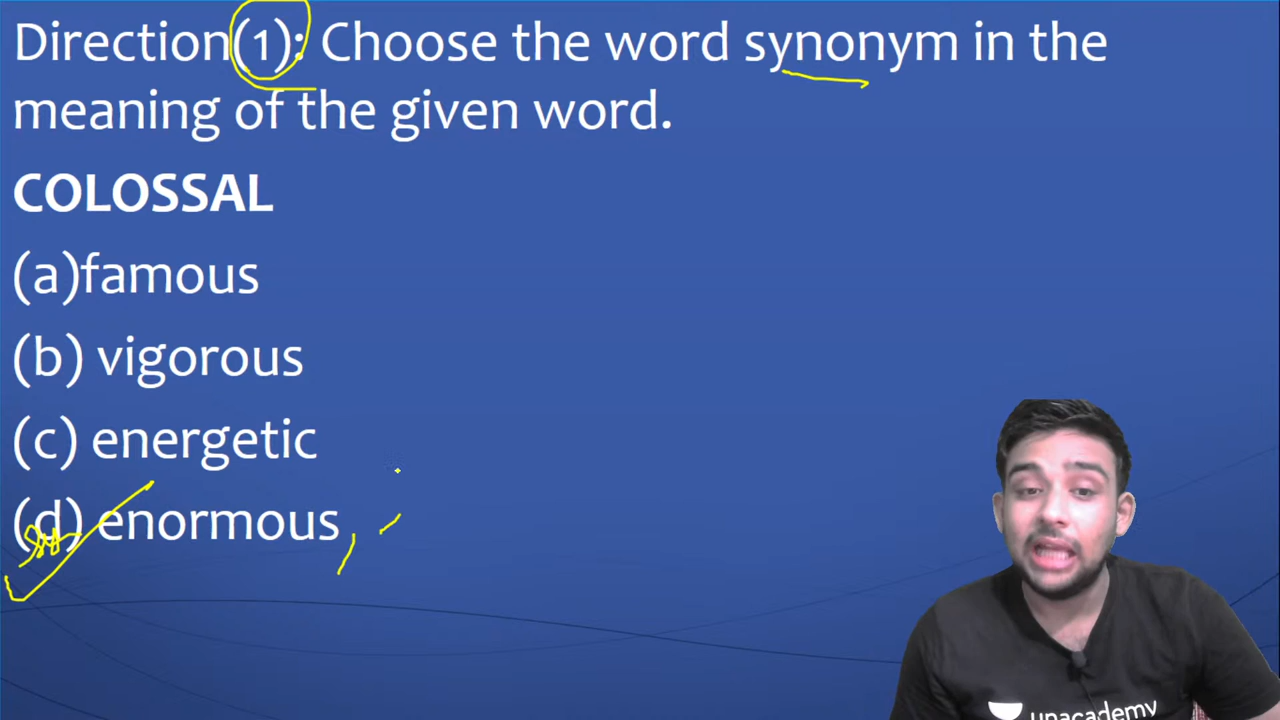 Direction(1): Choose the word synonym in the
meaning of the given word.
COLOSSAL
(a)famous
(b) vigorous
(c) energetic
(d) enormous
unacademy